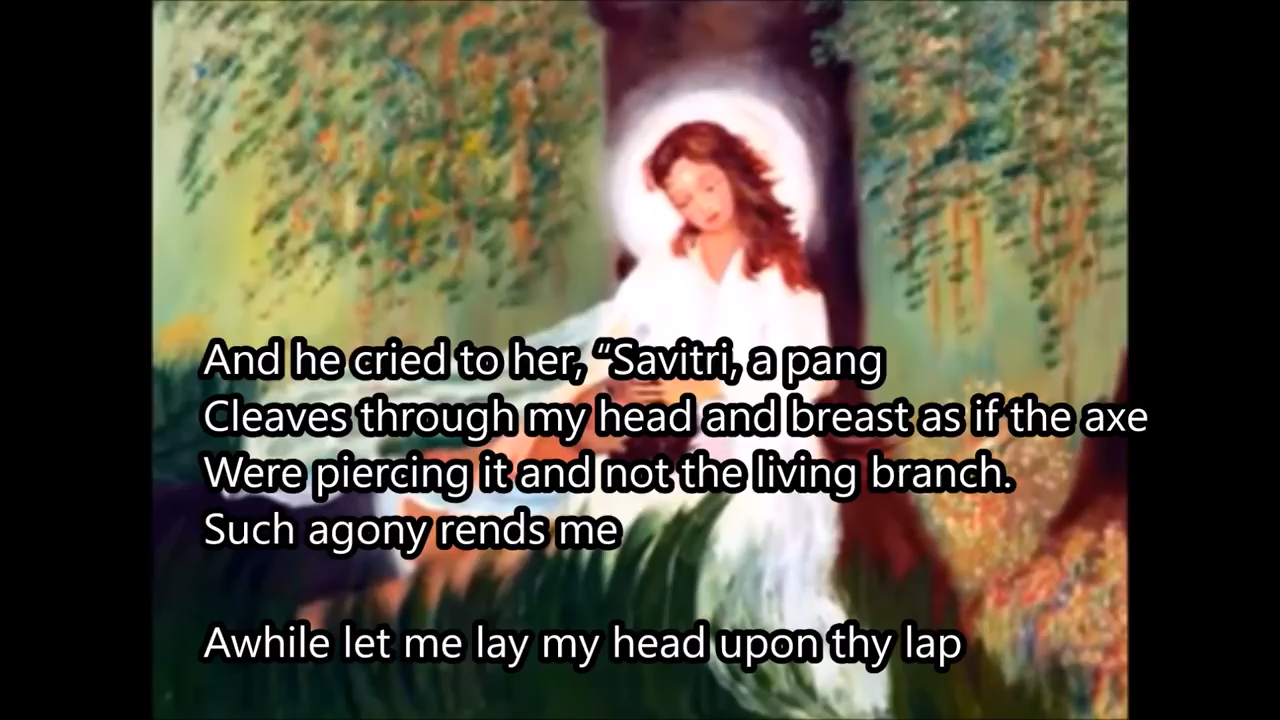 And he cried to her, “Savitri, a pang
Cleaves through my head and breast as if the axe
Were piercing it and not the living branch.
Such agony rends me
Awhile let me lay my head upon thy lap